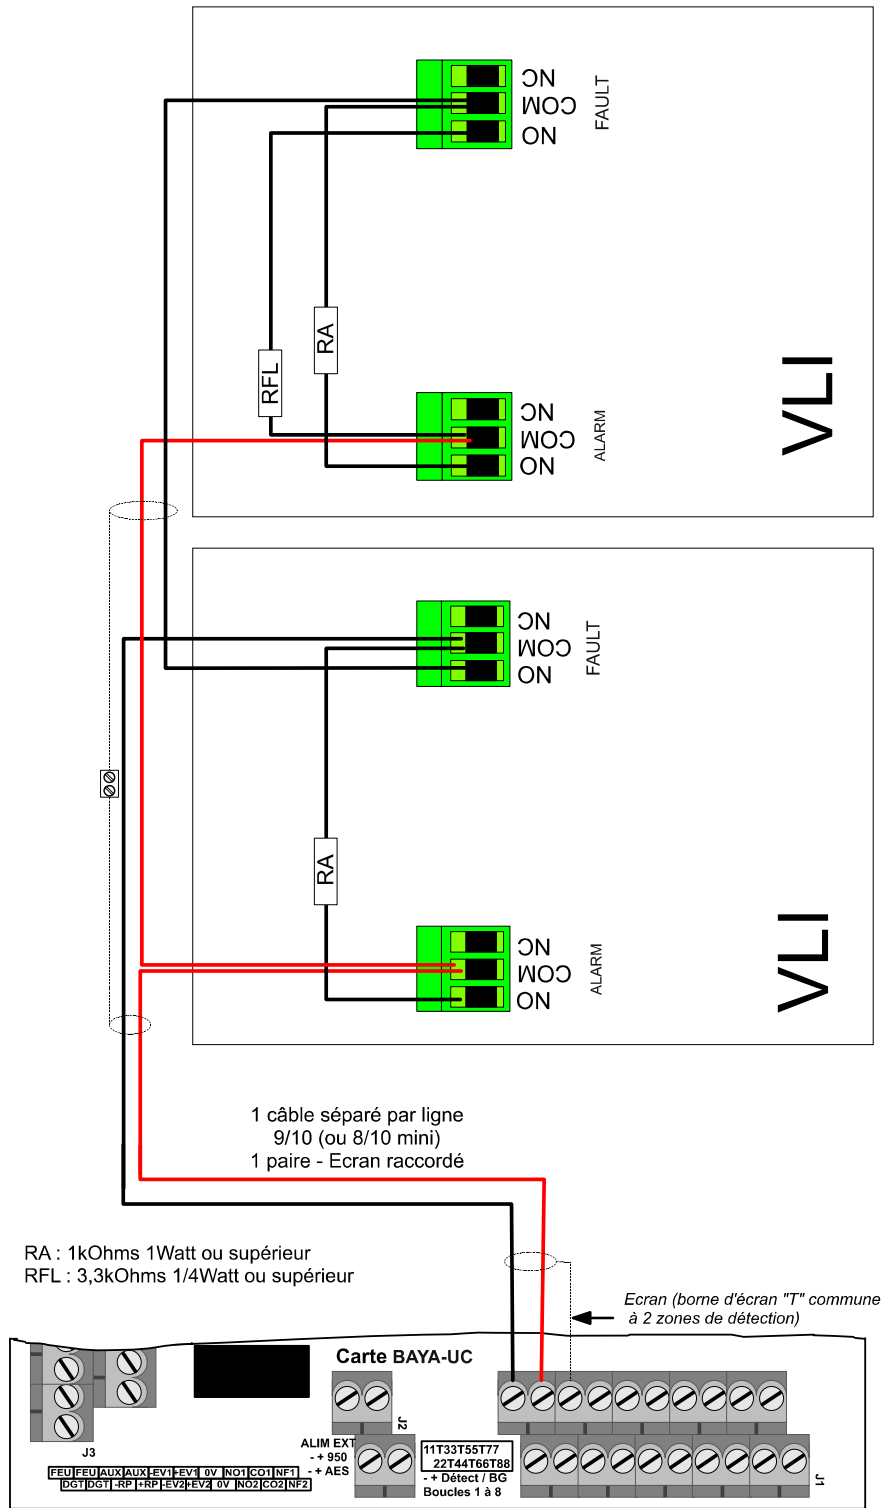 NC
COM
NO
FAULT
RFL
RA
NC
COM
NO
ALARM
VLI
NC
COM
NO
FAULT
RA
NC
COM
NO
ALARM
VLI
1 câble séparé par ligne
9/10 (ou 8/10 mini)
1 paire - Ecran raccordé
RA : 1kOhms 1Watt ou supérieur
RFL : 3,3kOhms 1/4Watt ou supérieur
Ecran (borne d'écran "T" commune
à 2 zones de détection)
Carte BAYA-UC
J3
J2
ALIM EXT
- + 950
- + AES
11T33T55T77
22T44T66T88
- + Détect / BG
Boucles 1 à 8
J1
FEU FEU AUX AUX -EV1 +EV1 0V NO1 CO1 NF1
DGT DGT -RP +RP -EV2 +EV2 0V NO2 CO2 NF2